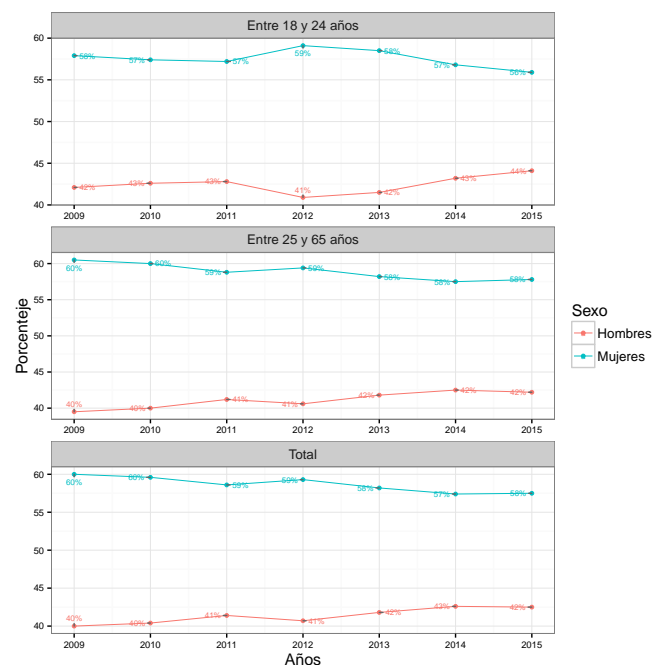 Entre 18 y 24 años
60
58% 57% 57% 59% 58% 57% 56%
55
50
45
42% 43% 43% 41% 42% 43% 44%
40
2009 2010 2011 2012 2013 2014 2015
Entre 25 y 65 años
60
60% 60% 59% 59% 58% 58% 58%
55
50
45
40% 40% 41% 41% 42% 42% 42%
40
2009 2010 2011 2012 2013 2014 2015
Total
60
60% 60% 59% 59% 58% 57% 58%
55
50
45
40% 40% 41% 41% 42% 43% 42%
40
2009 2010 2011 2012 2013 2014 2015
Años
Porcenteje
Sexo
Hombres
Mujeres